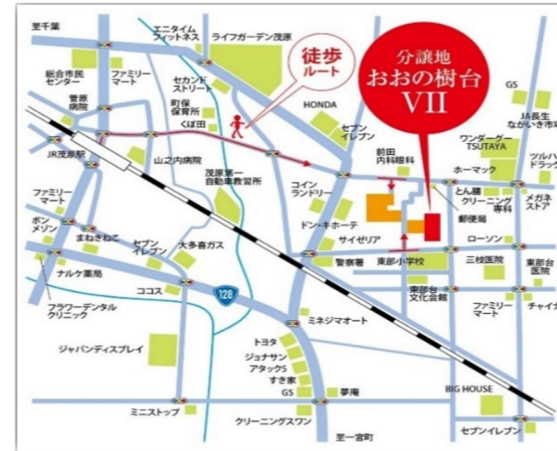 至千葉
エニタイム
フィットネス
ライフガーデン茂原
総合市民
センター
ファミリー
マート
セカンド
ストリート
徒歩
ルート
分譲地
おおの樹台
VII
菅原
病院
町保
保育所
くぼ田
HONDA
セブン
イレブン
GS
JA長生
ながいき市場
ワンダーグー
TSUTAYA
ツルハ
ドラッグ
JR茂原駅
山之内病院
茂原第一
自動車教習所
前田
内科眼科
ホーマック
とん膳
クリーニング
専科
メガネ
ストア
コイン
ランドリー
郵便局
ファミリー
マート
ボン
メゾン
まねきねこ
セブン
イレブン
大多喜ガス
ドン・キホーテ
サイゼリア
ローソン
ナルケ薬局
警察署
東部小学校
三枝医院
東部台
医院
フラワーデンタル
クリニック
ココス
128
東部台
文化会館
ファミリー
マート
ミネジマオート
ジャパンディスプレイ
トヨタ
ジョナサン
アタック5
すき家
GS
夢庵
BIG HOUSE
ミニストップ
クリーニングスワン
セブンイレブン
至一宮町